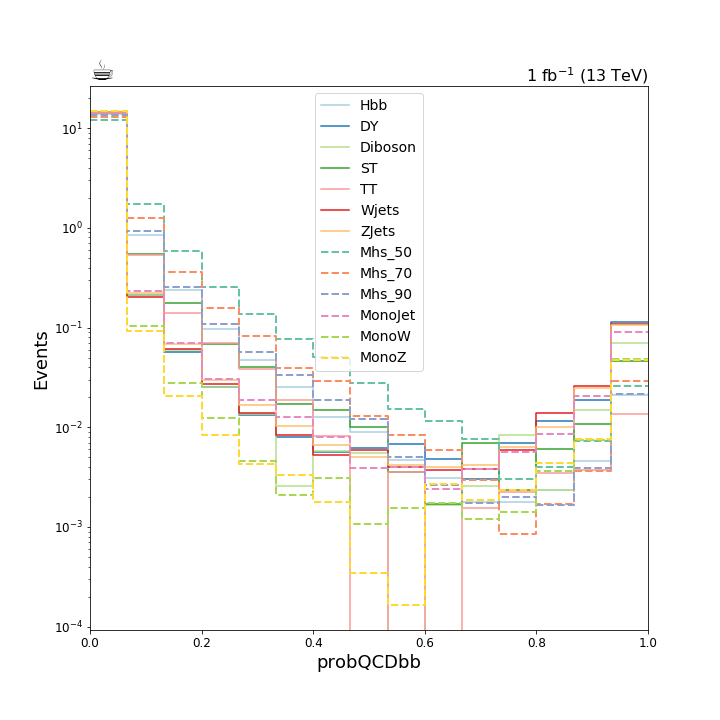 1 fb⁻¹ (13 TeV)
Hbb
DY
Diboson
ST
TT
Wjets
ZJets
Mhs_50
Mhs_70
Mhs_90
MonoJet
MonoW
MonoZ
Events
10¹
10⁰
10⁻¹
10⁻²
10⁻³
10⁻⁴
0.0 0.2 0.4 0.6 0.8 1.0
probQCDbb